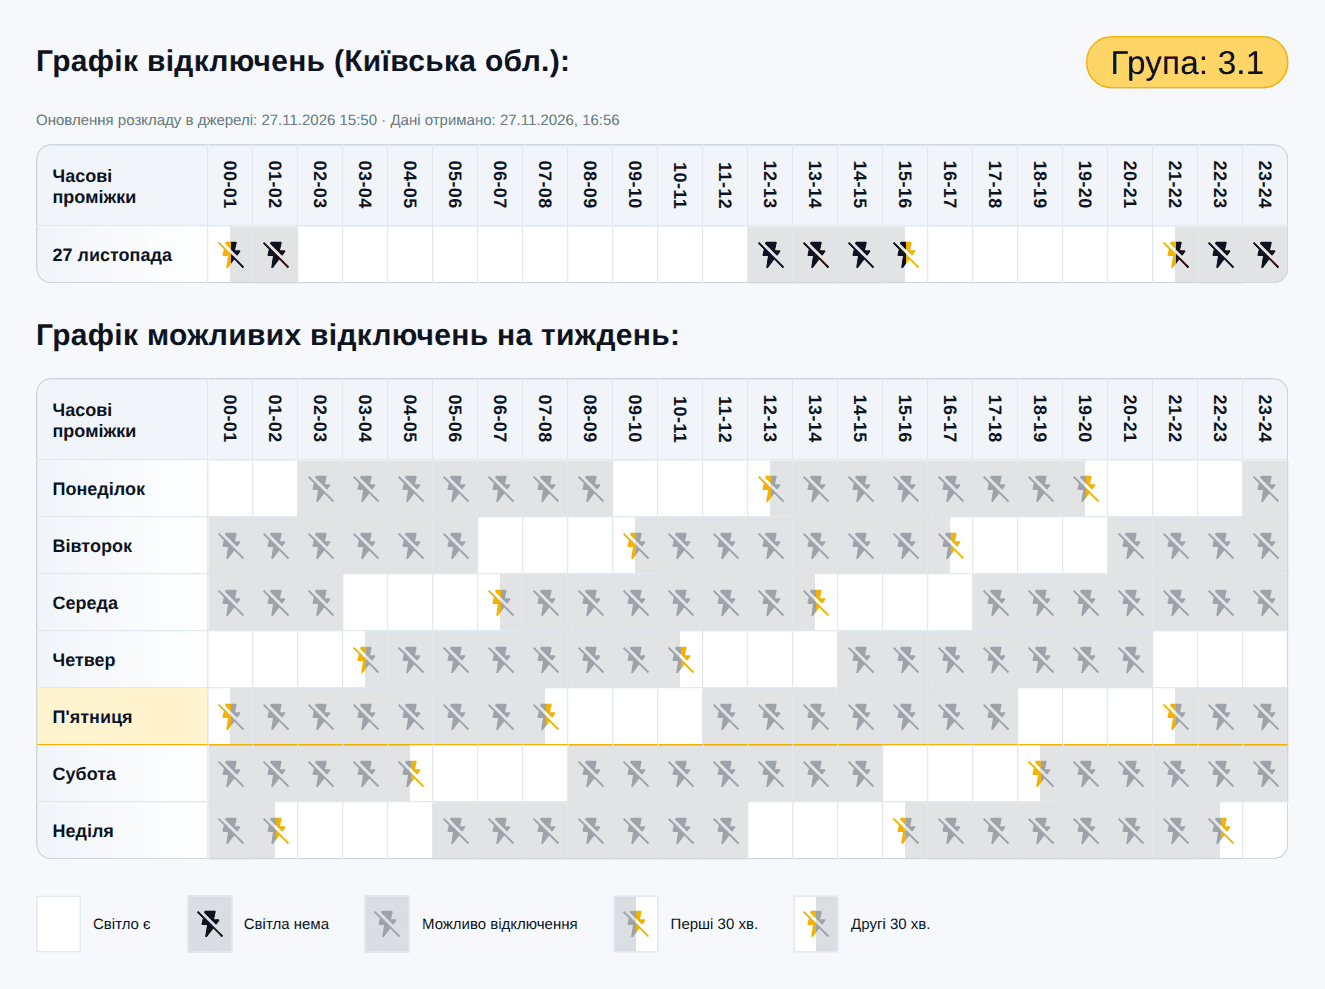 Графік відключень (Київська обл.):
Група: 3.1
Оновлення розкладу в джерелі: 27.11.2026 15:50 · Дані отримано: 27.11.2026, 16:56
Часові проміжки 00-01 01-02 02-03 03-04 04-05 05-06 06-07 07-08 08-09 09-10 10-11 11-12 12-13 13-14 14-15 15-16 16-17 17-18 18-19 19-20 20-21 21-22 22-23 23-24
27 листопада
Графік можливих відключень на тиждень:
Часові проміжки 00-01 01-02 02-03 03-04 04-05 05-06 06-07 07-08 08-09 09-10 10-11 11-12 12-13 13-14 14-15 15-16 16-17 17-18 18-19 19-20 20-21 21-22 22-23 23-24
Понеділок
Вівторок
Середа
Четвер
П'ятниця
Субота
Неділя
Світло є Світла нема Можливо відключення Перші 30 хв. Другі 30 хв.